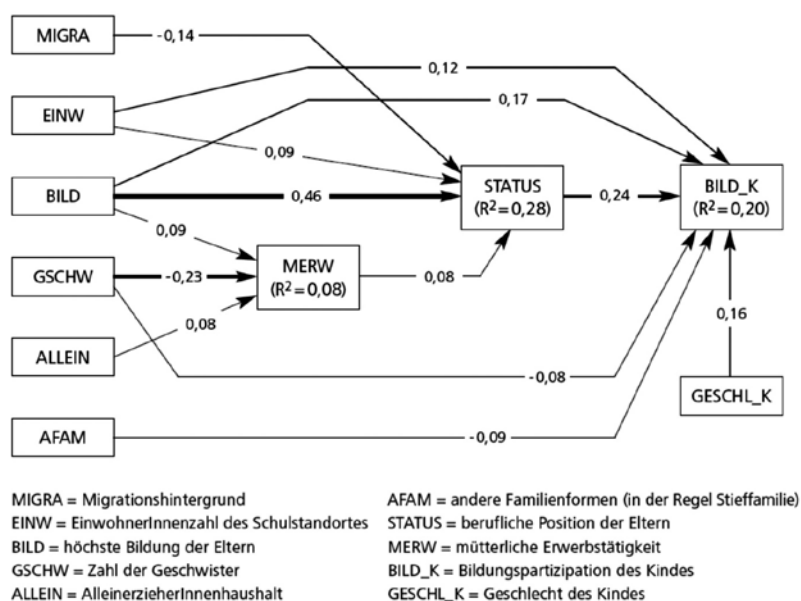 MIGRA
-0,14
EINW
0,12
0,17
0,09
BILD
0,46
STATUS
(R²=0,28)
0,24
BILD_K
(R²=0,20)
0,09
GSCHW
-0,23
MERW
(R²=0,08)
0,08
0,08
0,16
ALLEIN
-0,08
GESCHL_K
AFAM
-0,09
MIGRA = Migrationshintergrund
EINW = EinwohnerInnenzahl des Schulstandortes
BILD = höchste Bildung der Eltern
GSCHW = Zahl der Geschwister
ALLEIN = AlleinerzieherInnenhaushalt
AFAM = andere Familienformen (in der Regel Stieffamilie)
STATUS = berufliche Position der Eltern
MERW = mütterliche Erwerbstätigkeit
BILD_K = Bildungspartizipation des Kindes
GESCHL_K = Geschlecht des Kindes